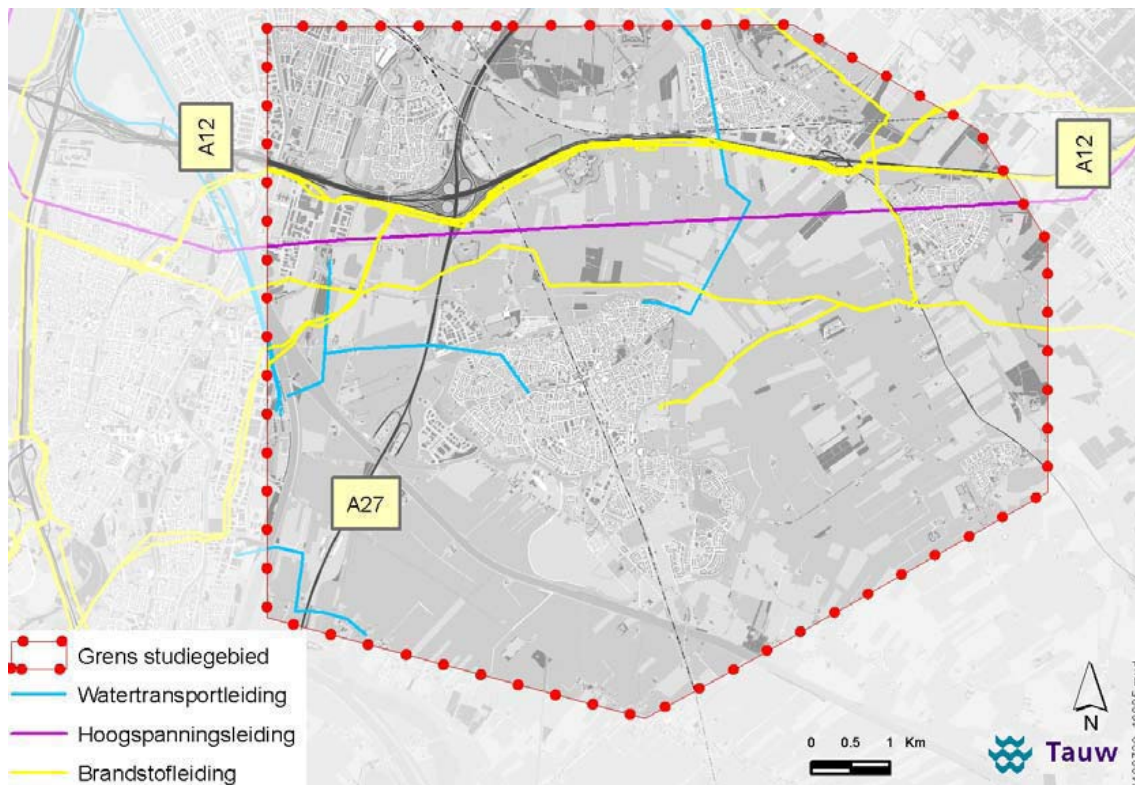 A12
A12
A27
Grens studiegebied
Watertransportleiding
Hoogspanningsleiding
Brandstofleiding
0 0.5 1 Km
N
Tauw